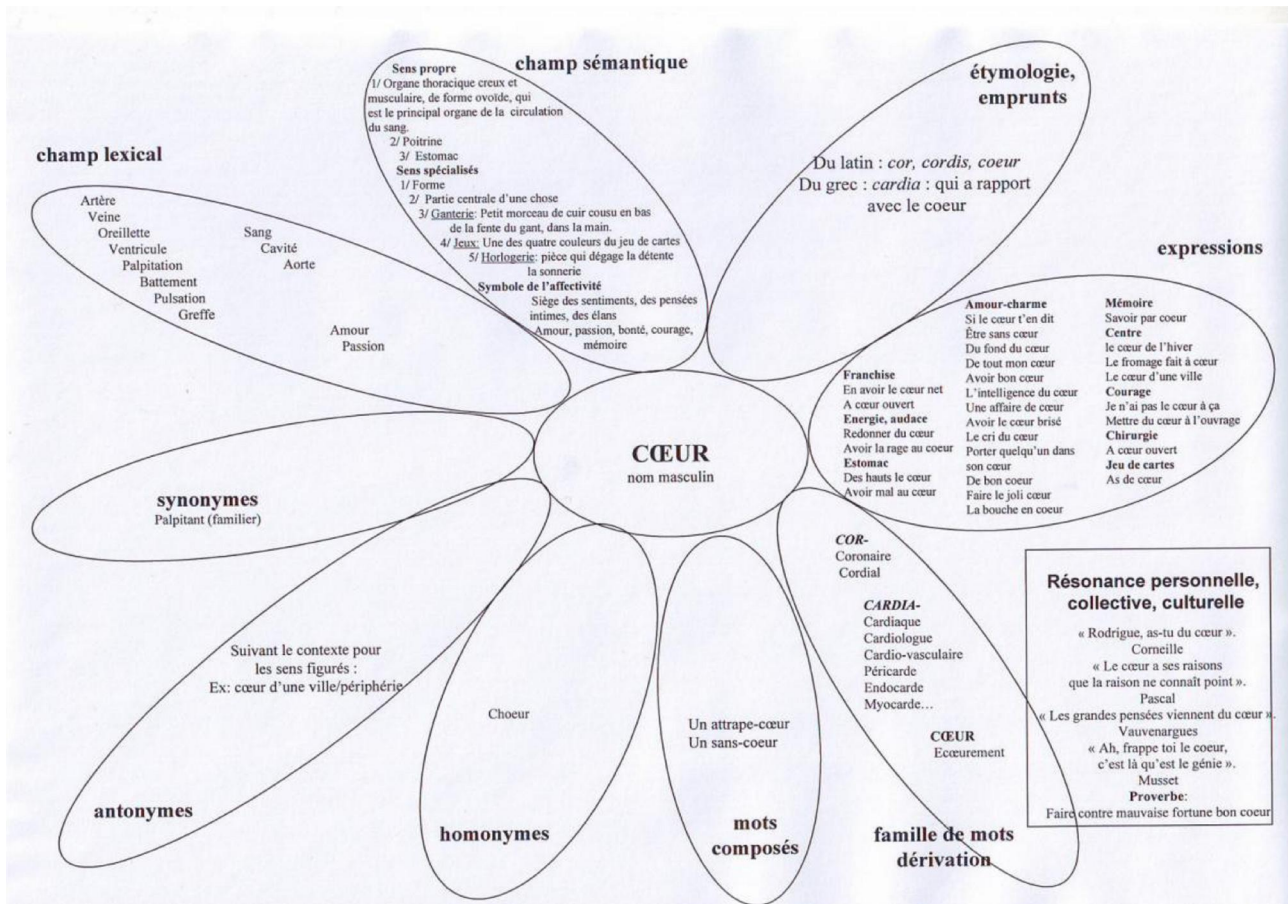 champ sémantique
Sens propre
1/ Organe thoracique creux et
musculaire, de forme ovoïde, qui
est le principal organe de la circulation
du sang.
2/ Poitrine
3/ Estomac
Sens spécialisés
1/ Forme
2/ Partie centrale d'une chose
3/ Ganterie: Petit morceau de cuir cousu en bas
de la fente du gant, dans la main.
4/ Jeux: Une des quatre couleurs du jeu de cartes
5/ Horlogerie: pièce qui dégage la détente
la sonnerie
Symbole de l'affectivité
Siège des sentiments, des pensées
intimes, des élans
Amour, passion, bonté, courage,
mémoire
étymologie,
emprunts
Du latin : cor, cordis, coeur
Du grec : cardia : qui a rapport
avec le coeur
champ lexical
Artère
Veine
Oreillette
Ventricule
Palpitation
Battement
Pulsation
Greffe
Sang
Cavité
Aorte
Amour
Passion
expressions
Franchise
En avoir le cœur net
A cœur ouvert
Energie, audace
Redonner du cœur
Avoir la rage au coeur
Estomac
Des hauts le cœur
Avoir mal au cœur
Amour-charme
Si le cœur t'en dit
Être sans cœur
Du fond du cœur
De tout mon cœur
Avoir bon cœur
L'intelligence du cœur
Une affaire de cœur
Avoir le cœur brisé
Le cri du cœur
Porter quelqu'un dans
son cœur
De bon coeur
Faire le joli cœur
La bouche en coeur
Mémoire
Savoir par coeur
Centre
le cœur de l'hiver
Le fromage fait à cœur
Le cœur d'une ville
Courage
Je n'ai pas le cœur à ça
Mettre du cœur à l'ouvrage
Chirurgie
A cœur ouvert
Jeu de cartes
As de cœur
CŒUR
nom masculin
synonymes
Palpitant (familier)
Suivant le contexte pour
les sens figurés :
Ex: cœur d'une ville/périphérie
antonymes
Choeur
homonymes
Un attrape-cœur
Un sans-coeur
mots
composés
COR-
Coronaire
Cordial
CARDIA-
Cardiaque
Cardiologue
Cardio-vasculaire
Péricarde
Endocarde
Myocarde…
CŒUR
Ecœurement
famille de mots
dérivation
Résonance personnelle,
collective, culturelle
« Rodrigue, as-tu du cœur ».
Corneille
« Le cœur a ses raisons
que la raison ne connaît point ».
Pascal
« Les grandes pensées viennent du cœur ».
Vauvenargues
« Ah, frappe toi le coeur,
c'est là qu'est le génie ».
Musset
Proverbe:
Faire contre mauvaise fortune bon coeur